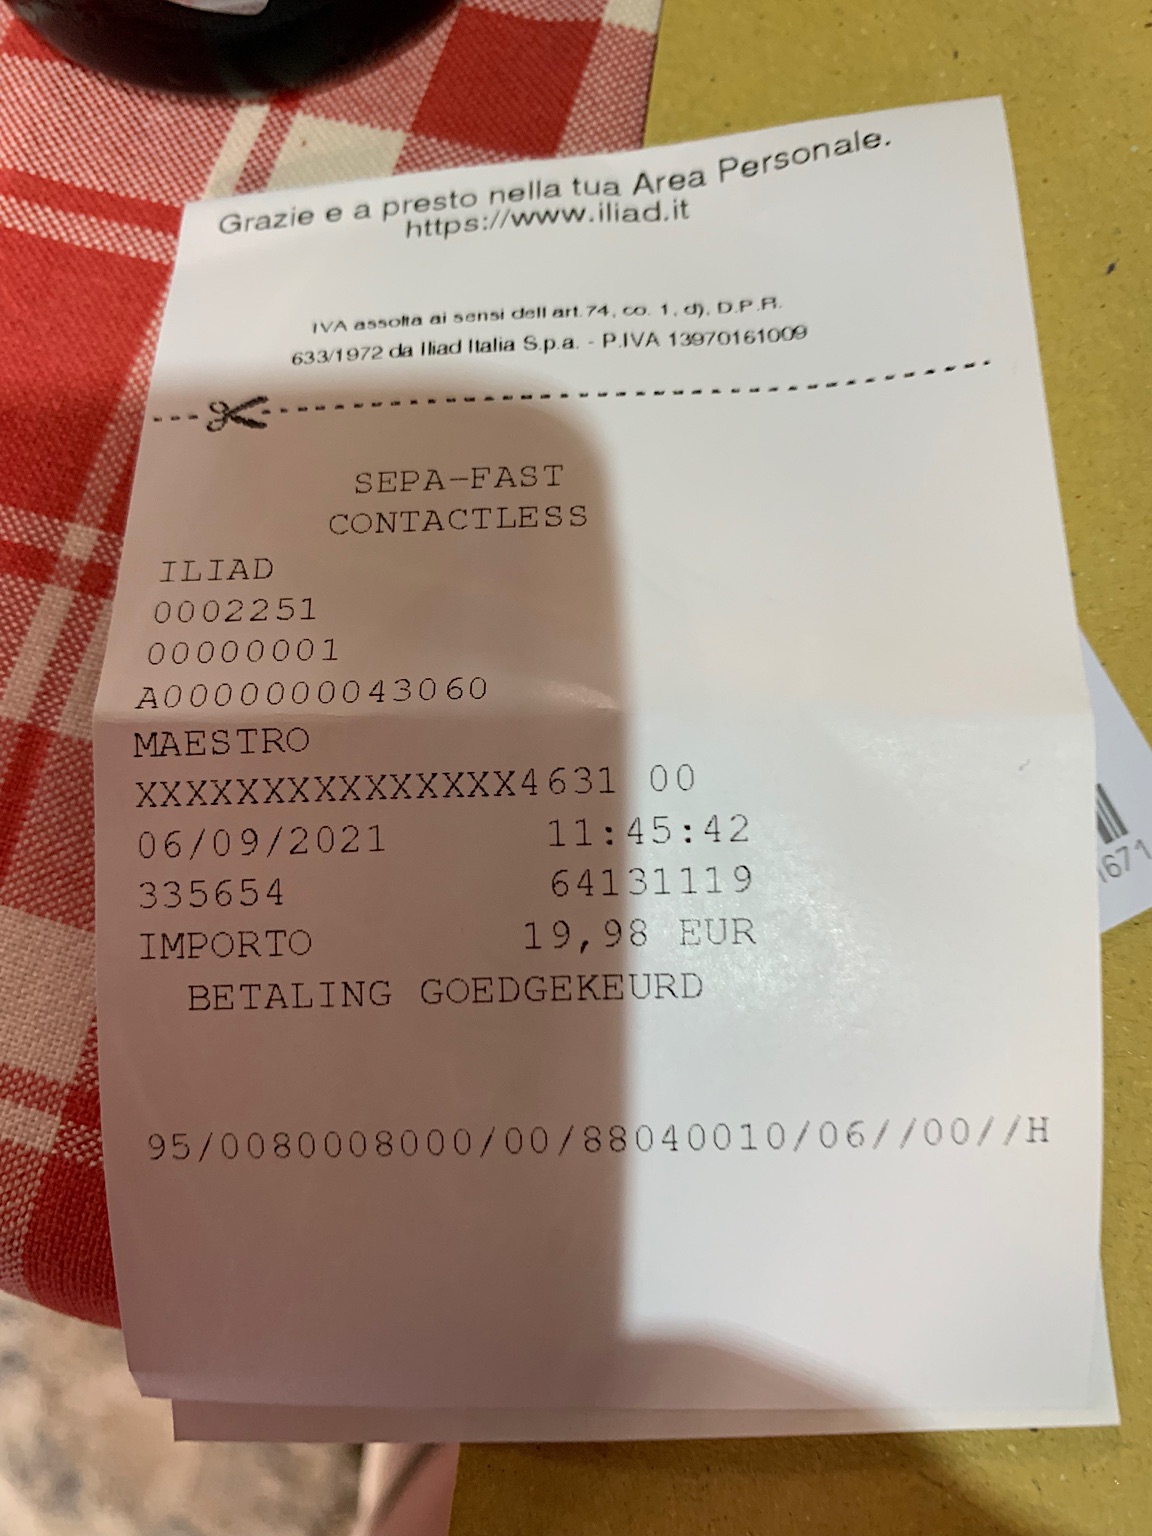 Grazie e a presto nella tua Area Personale.
https://www.iliad.it
IVA assolta ai sensi dell art.74, co. 1, d), D.P.R.
633/1972 da Iliad Italia S.p.a. - P.IVA 13970161009
SEPA-FAST
CONTACTLESS
ILIAD
0002251
00000001
A0000000043060
MAESTRO
XXXXXXXXXXXXXXX4631 00
06/09/2021 11:45:42
335654 64131119
IMPORTO 19,98 EUR
BETALING GOEDGEKEURD
95/0080008000/00/88040010/06//00//H
671